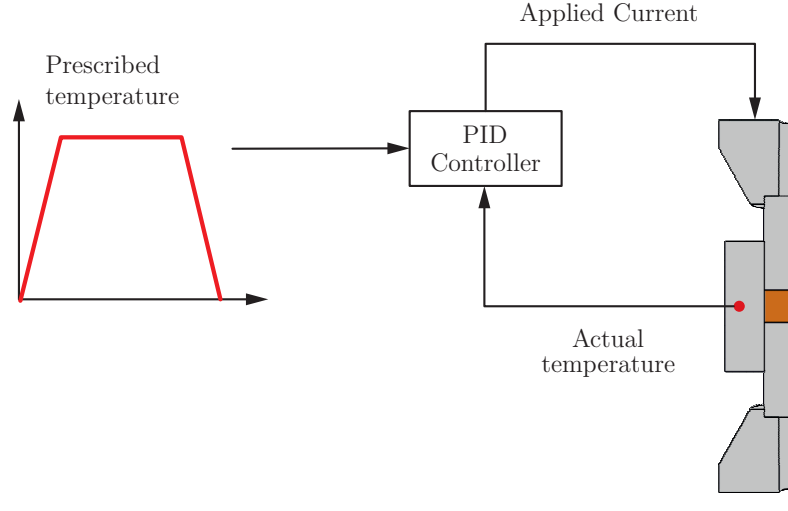 Applied Current
Prescribed
temperature
PID
Controller
Actual
temperature